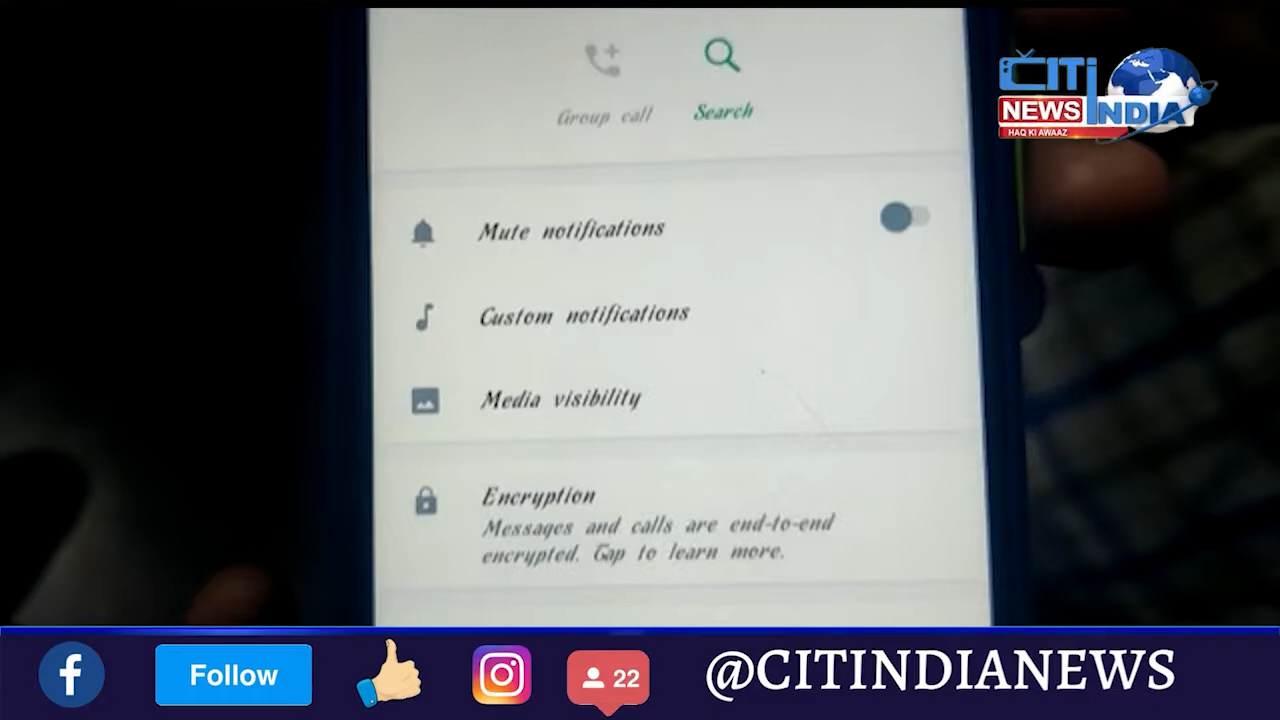 CITI
NEWS INDIA
HAQ KI AWAAZ
Group call
Search
Mute notifications
Custom notifications
Media visibility
Encryption
Messages and calls are end-to-end
encrypted. Tap to learn more.
Follow
22
@CITINDIANEWS